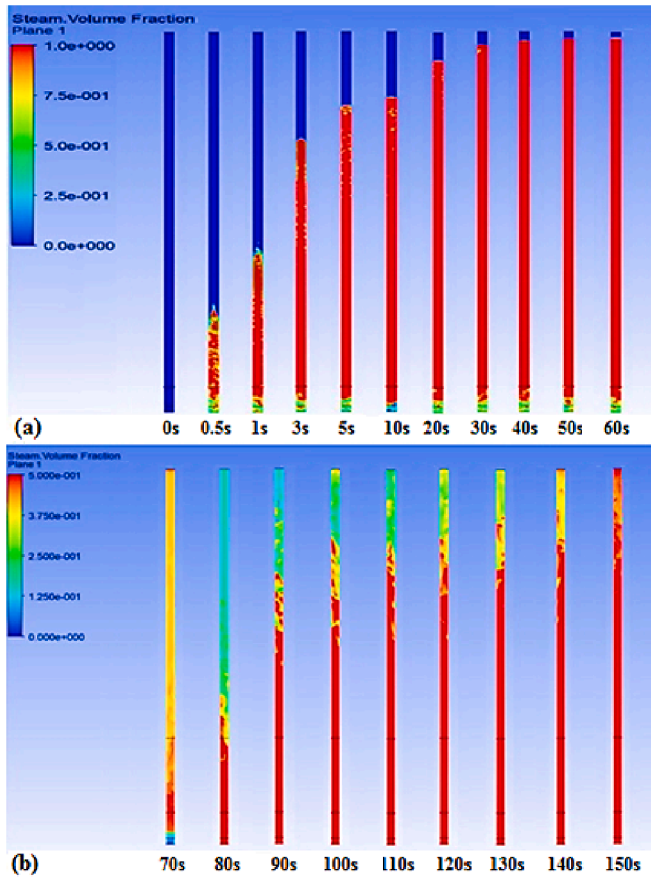 Steam.Volume Fraction
Plane 1
1.0e+000
7.5e-001
5.0e-001
2.5e-001
0.0e+000
(a) 0s 0.5s 1s 3s 5s 10s 20s 30s 40s 50s 60s
Steam.Volume Fraction
Plane 1
5.000e-001
3.750e-001
2.500e-001
1.250e-001
0.000e+000
(b) 70s 80s 90s 100s 110s 120s 130s 140s 150s